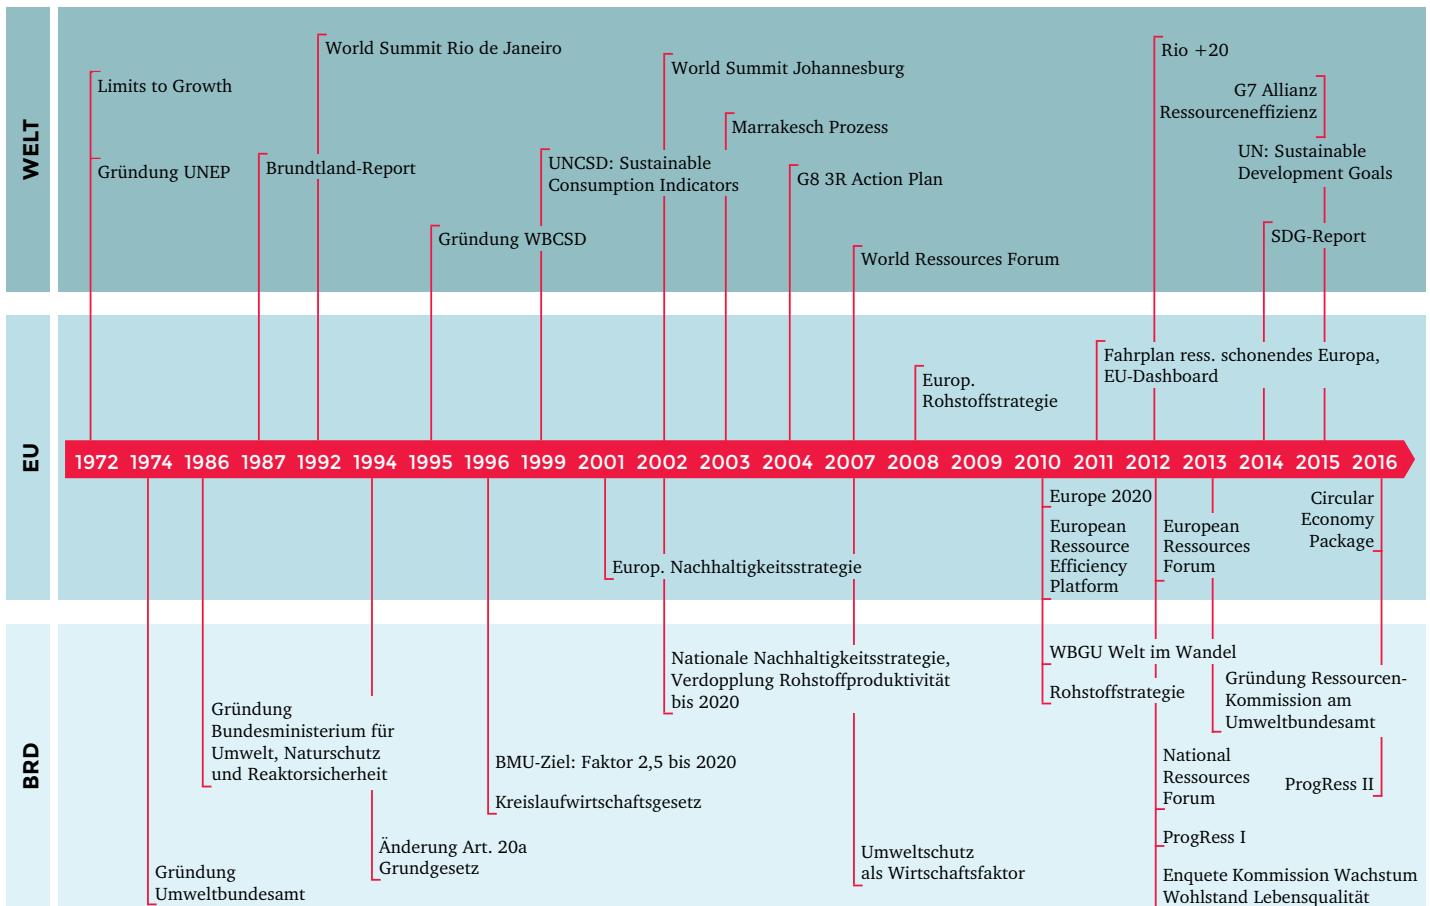 WELT
World Summit Rio de Janeiro
Limits to Growth
Gründung UNEP
Brundtland-Report
Gründung WBCSD
UNCSD: Sustainable
Consumption Indicators
World Summit Johannesburg
Marrakesch Prozess
G8 3R Action Plan
World Ressources Forum
Rio +20
G7 Allianz
Ressourceneffizienz
UN: Sustainable
Development Goals
SDG-Report
EU
Europ.
Rohstoffstrategie
Fahrplan ress. schonendes Europa,
EU-Dashboard
1972 1974 1986 1987 1992 1994 1995 1996 1999 2001 2002 2003 2004 2007 2008 2009 2010 2011 2012 2013 2014 2015 2016
Europ. Nachhaltigkeitsstrategie
Europe 2020
European
Ressource
Efficiency
Platform
European
Ressources
Forum
Circular
Economy
Package
BRD
Gründung
Umweltbundesamt
Gründung
Bundesministerium für
Umwelt, Naturschutz
und Reaktorsicherheit
Änderung Art. 20a
Grundgesetz
BMU-Ziel: Faktor 2,5 bis 2020
Kreislaufwirtschaftsgesetz
Nationale Nachhaltigkeitsstrategie,
Verdopplung Rohstoffproduktivität
bis 2020
Umweltschutz
als Wirtschaftsfaktor
WBGU Welt im Wandel
Rohstoffstrategie
Gründung Ressourcen-
Kommission am
Umweltbundesamt
National
Ressources
Forum
ProgRess I
Enquete Kommission Wachstum
Wohlstand Lebensqualität
ProgRess II